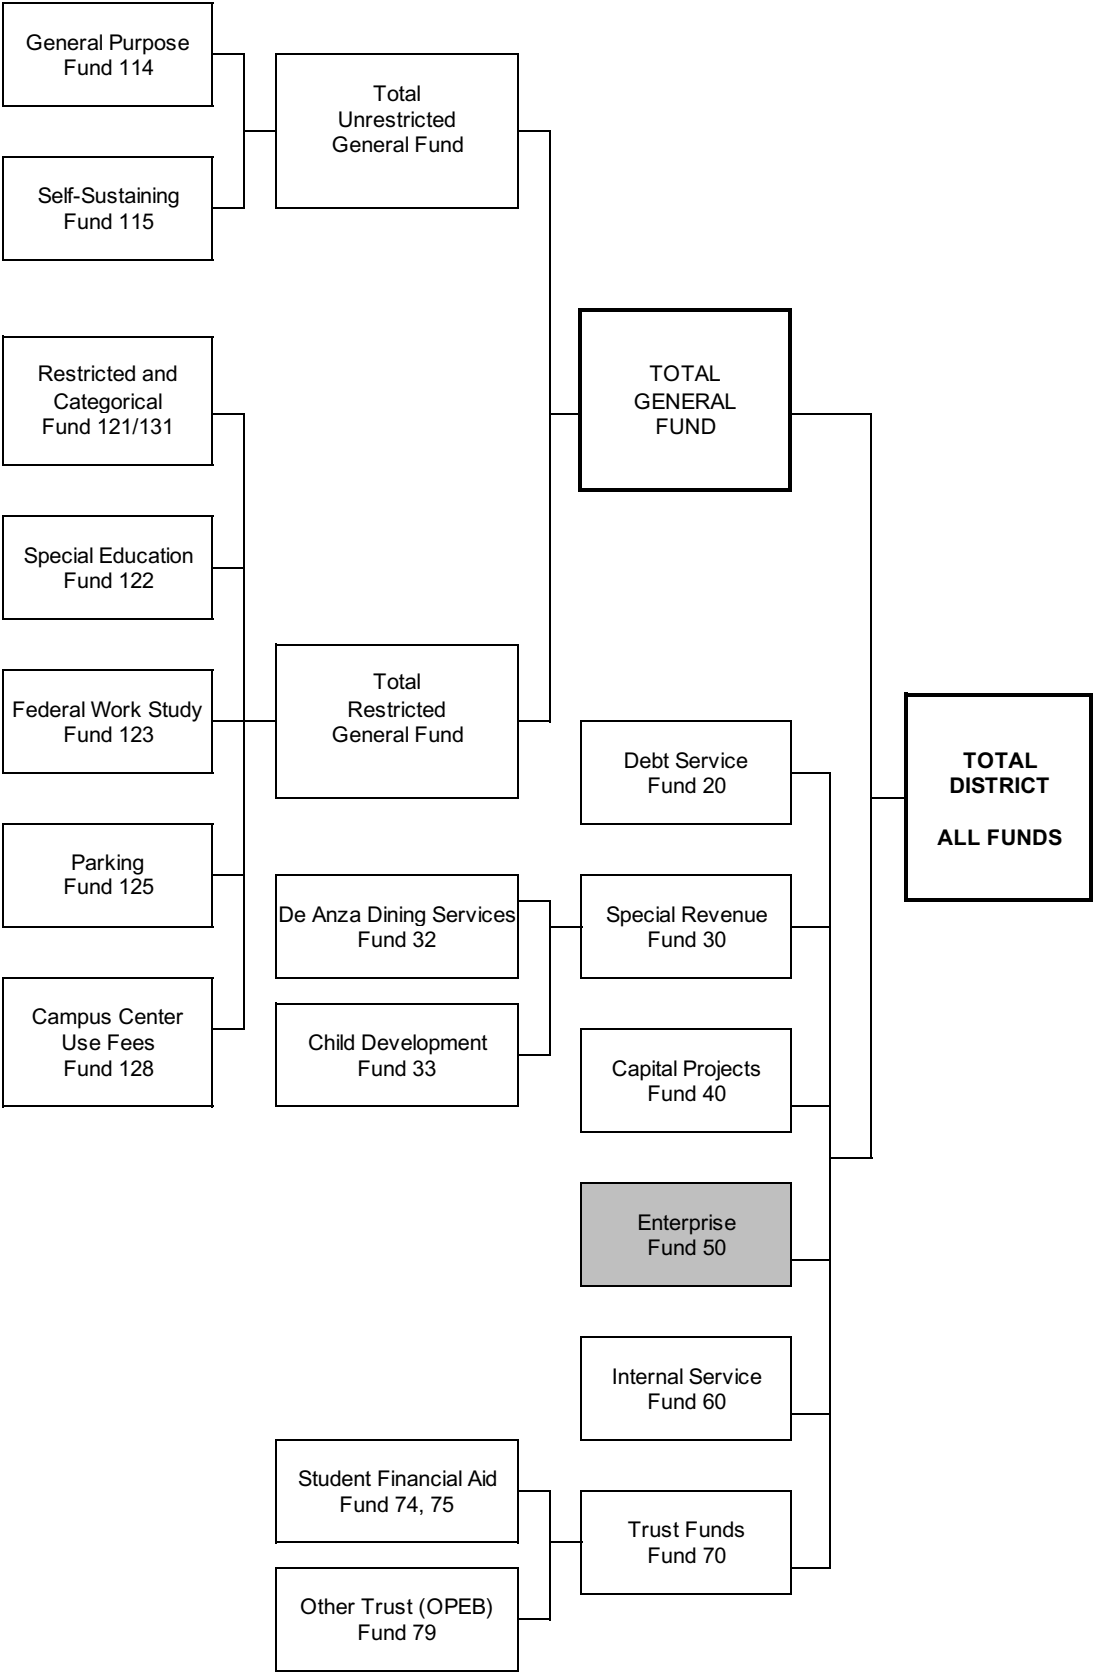 General Purpose
Fund 114
Total
Unrestricted
General Fund
Self-Sustaining
Fund 115
Restricted and
Categorical
Fund 121/131
TOTAL
GENERAL
FUND
Special Education
Fund 122
Federal Work Study
Fund 123
Total
Restricted
General Fund
Debt Service
Fund 20
TOTAL
DISTRICT
ALL FUNDS
Parking
Fund 125
De Anza Dining Services
Fund 32
Special Revenue
Fund 30
Campus Center
Use Fees
Fund 128
Child Development
Fund 33
Capital Projects
Fund 40
Enterprise
Fund 50
Internal Service
Fund 60
Student Financial Aid
Fund 74, 75
Trust Funds
Fund 70
Other Trust (OPEB)
Fund 79